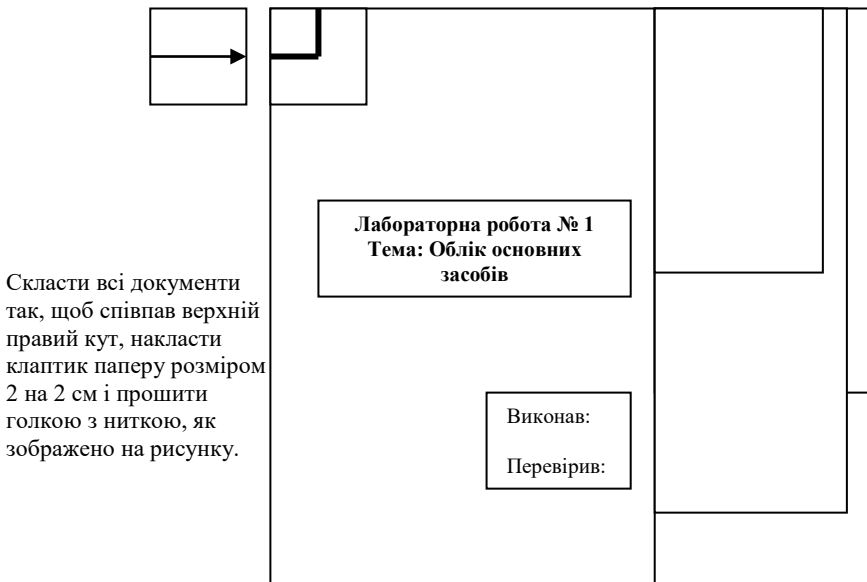 Лабораторна робота № 1
Тема: Облік основних
засобів
Скласти всі документи
так, щоб співпав верхній
правий кут, накласти
клаптик паперу розміром
2 на 2 см і прошити
голкою з ниткою, як
зображено на рисунку.
Виконав:
Перевірив: